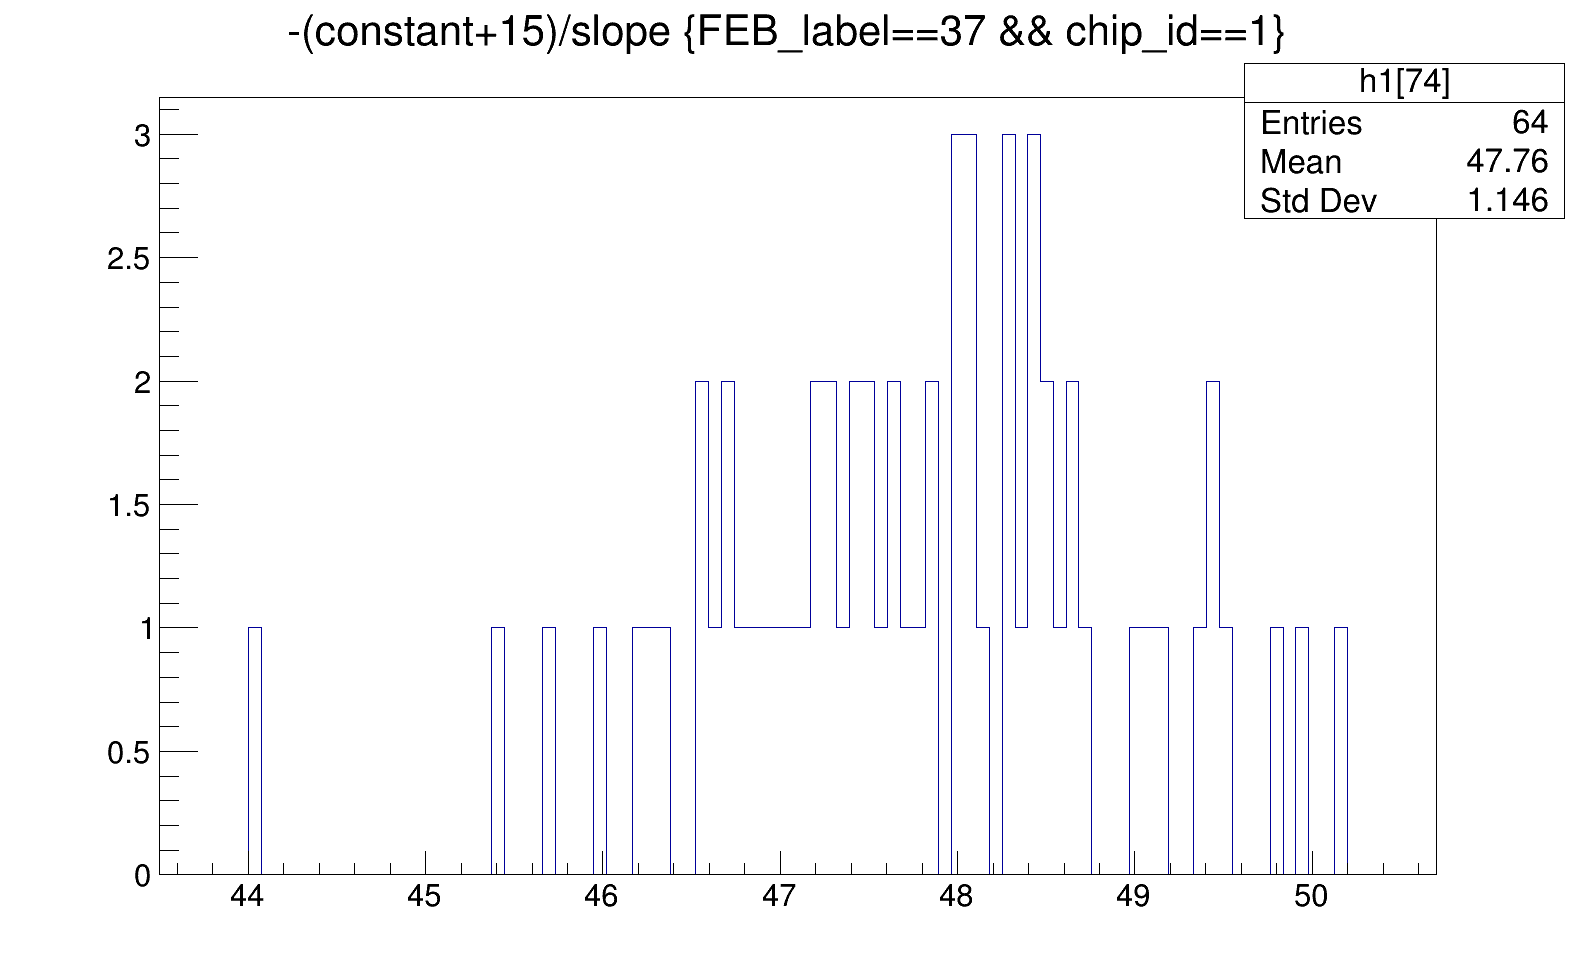 -(constant+15)/slope {FEB_label==37 && chip_id==1}
h1[74]
Entries 64
Mean 47.76
Std Dev 1.146
3
2.5
2
1.5
1
0.5
0
44 45 46 47 48 49 50